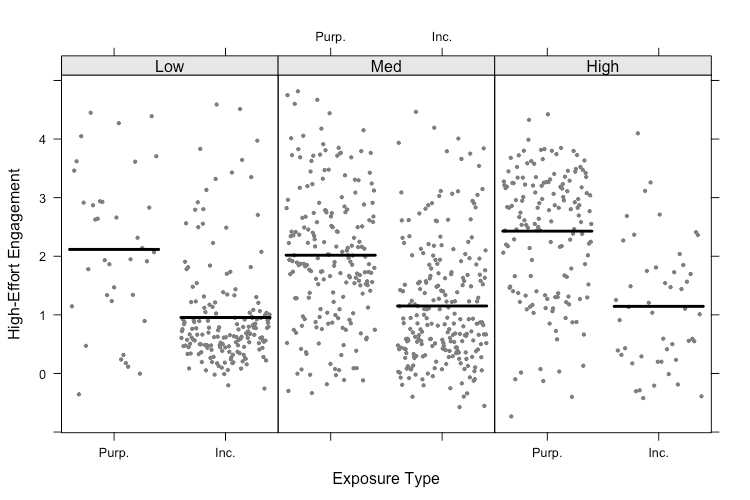 Purp. Inc.
Low Med High
High-Effort Engagement
4
3
2
1
0
Purp. Inc. Purp. Inc.
Exposure Type